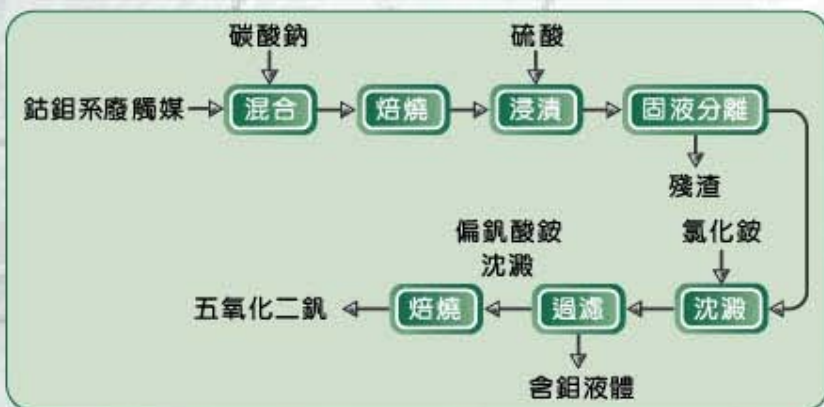 碳酸鈉
硫酸
鈷鉬系廢觸媒
混合
焙燒
浸漬
固液分離
殘渣
偏釩酸銨
沈澱
氯化銨
五氧化二釩
焙燒
過濾
沈澱
含鉬液體